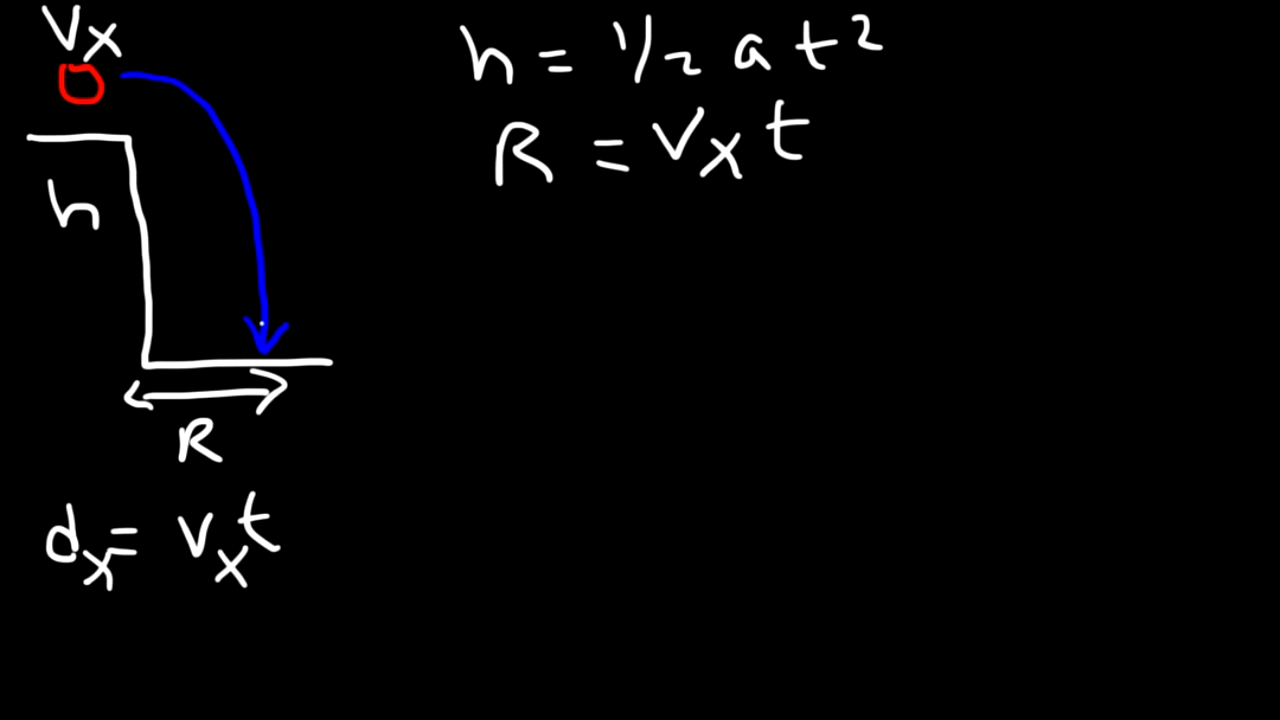 Vx
h = 1/2 a t²
R = Vx t
h
R
dx = Vx t